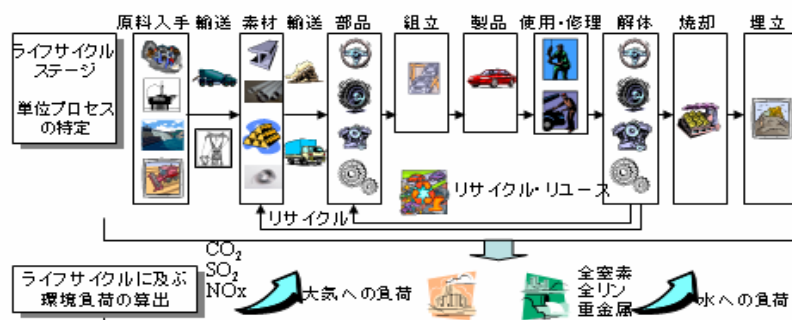 原料入手 輸送 素材 輸送 部品 組立 製品 使用・修理 解体 焼却 埋立
ライフサイクル
ステージ
単位プロセス
の特定
リサイクル・リユース
リサイクル
CO₂
SO₂
NOx
ライフサイクルに及ぶ
環境負荷の算出
大気への負荷
全窒素
全リン
重金属
水への負荷